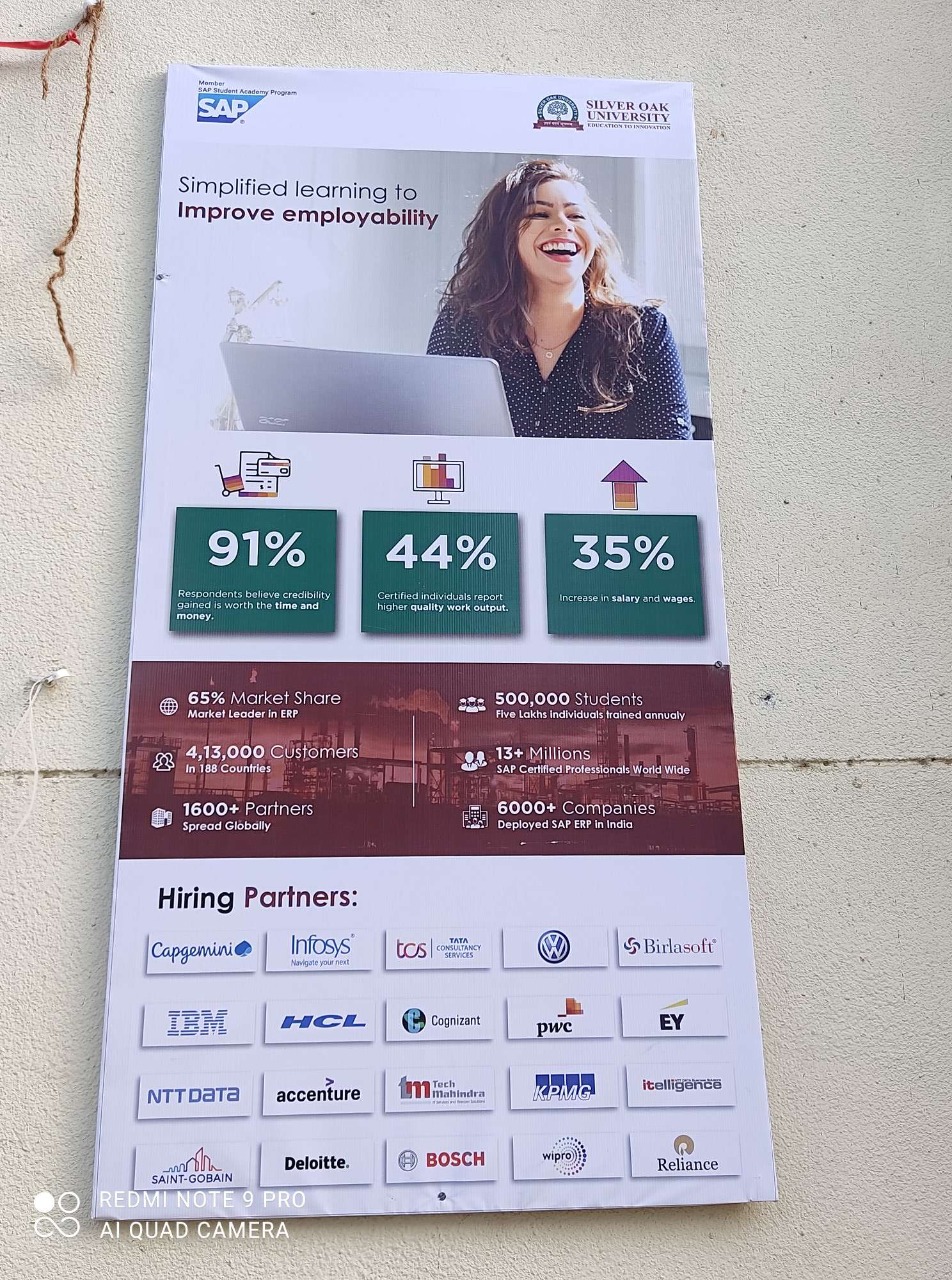 Member
SAP Student Academy Program
SAP
SILVER OAK
UNIVERSITY
EDUCATION TO INNOVATION
Simplified learning to
Improve employability
acer
91%
Respondents believe credibility
gained is worth the time and
money.
44%
Certified individuals report
higher quality work output.
35%
Increase in salary and wages.
65% Market Share
Market Leader in ERP
4,13,000 Customers
In 188 Countries
1600+ Partners
Spread Globally
500,000 Students
Five Lakhs individuals trained annualy
13+ Millions
SAP Certified Professionals World Wide
6000+ Companies
Deployed SAP ERP in India
Hiring Partners:
Capgemini
Infosys
Navigate your next
tcs TATA
CONSULTANCY
SERVICES
Birlasoft
IBM
HCL
Cognizant
pwc
EY
NTT DATA
accenture
Tech
Mahindra
KPMG
itelligence
SAINT-GOBAIN
Deloitte.
BOSCH
wipro
Reliance
REDMI NOTE 9 PRO
AI QUAD CAMERA